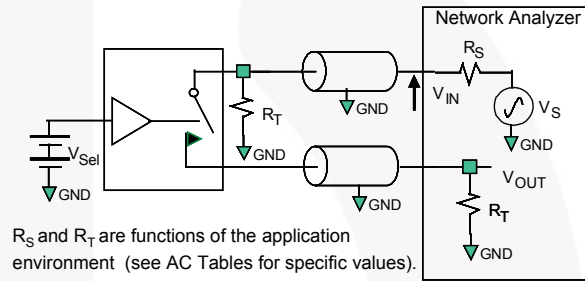 Network Analyzer
R_S
V_IN
GND
V_S
R_T
GND
GND
V_Sel
GND
V_OUT
GND
R_T
GND
R_S and R_T are functions of the application
environment (see AC Tables for specific values).